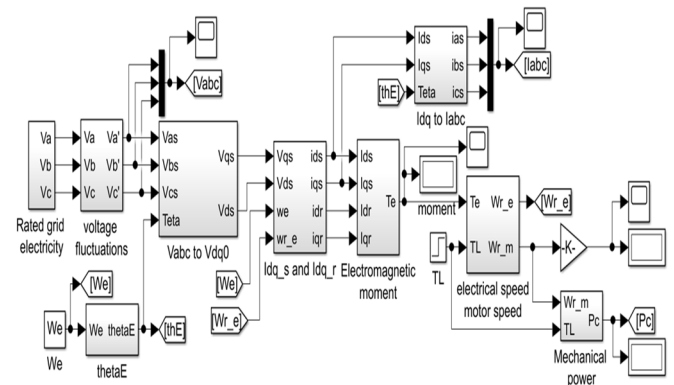 Va
Vb
Vc
Rated grid
electricity
Va
Vb
Vc
Va'
Vb'
Vc'
voltage
fluctuations
[Vabc]
Vas
Vbs
Vcs
Teta
Vqs
Vds
Vabc to Vdq0
We
We
[We]
We thetaE
thetaE
[thE]
Vqs
Vds
we
wr_e
ids
iqs
idr
iqr
Idq_s and Idq_r
[We]
[Wr_e]
Ids
Iqs
Idr
Iqr
Te
Electromagnetic
moment
[thE]
Ids
Iqs
Teta
ias
ibs
ics
Idq to Iabc
[Iabc]
moment
TL
Te
TL
Wr_e
Wr_m
electrical speed
motor speed
[Wr_e]
-K-
Wr_m
TL
Pc
Mechanical
power
[Pc]